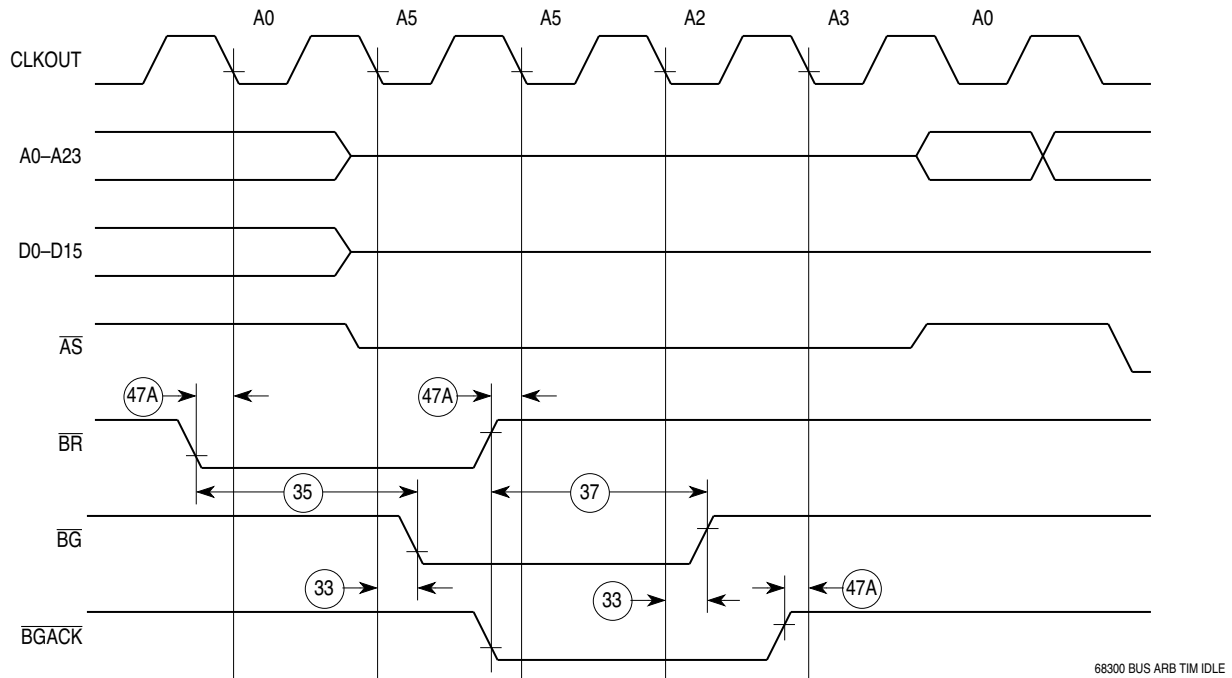 A0 A5 A5 A2 A3 A0
CLKOUT
A0–A23
D0–D15
AS
47A 47A
BR
35 37
BG
33 33 47A
BGACK
68300 BUS ARB TIM IDLE